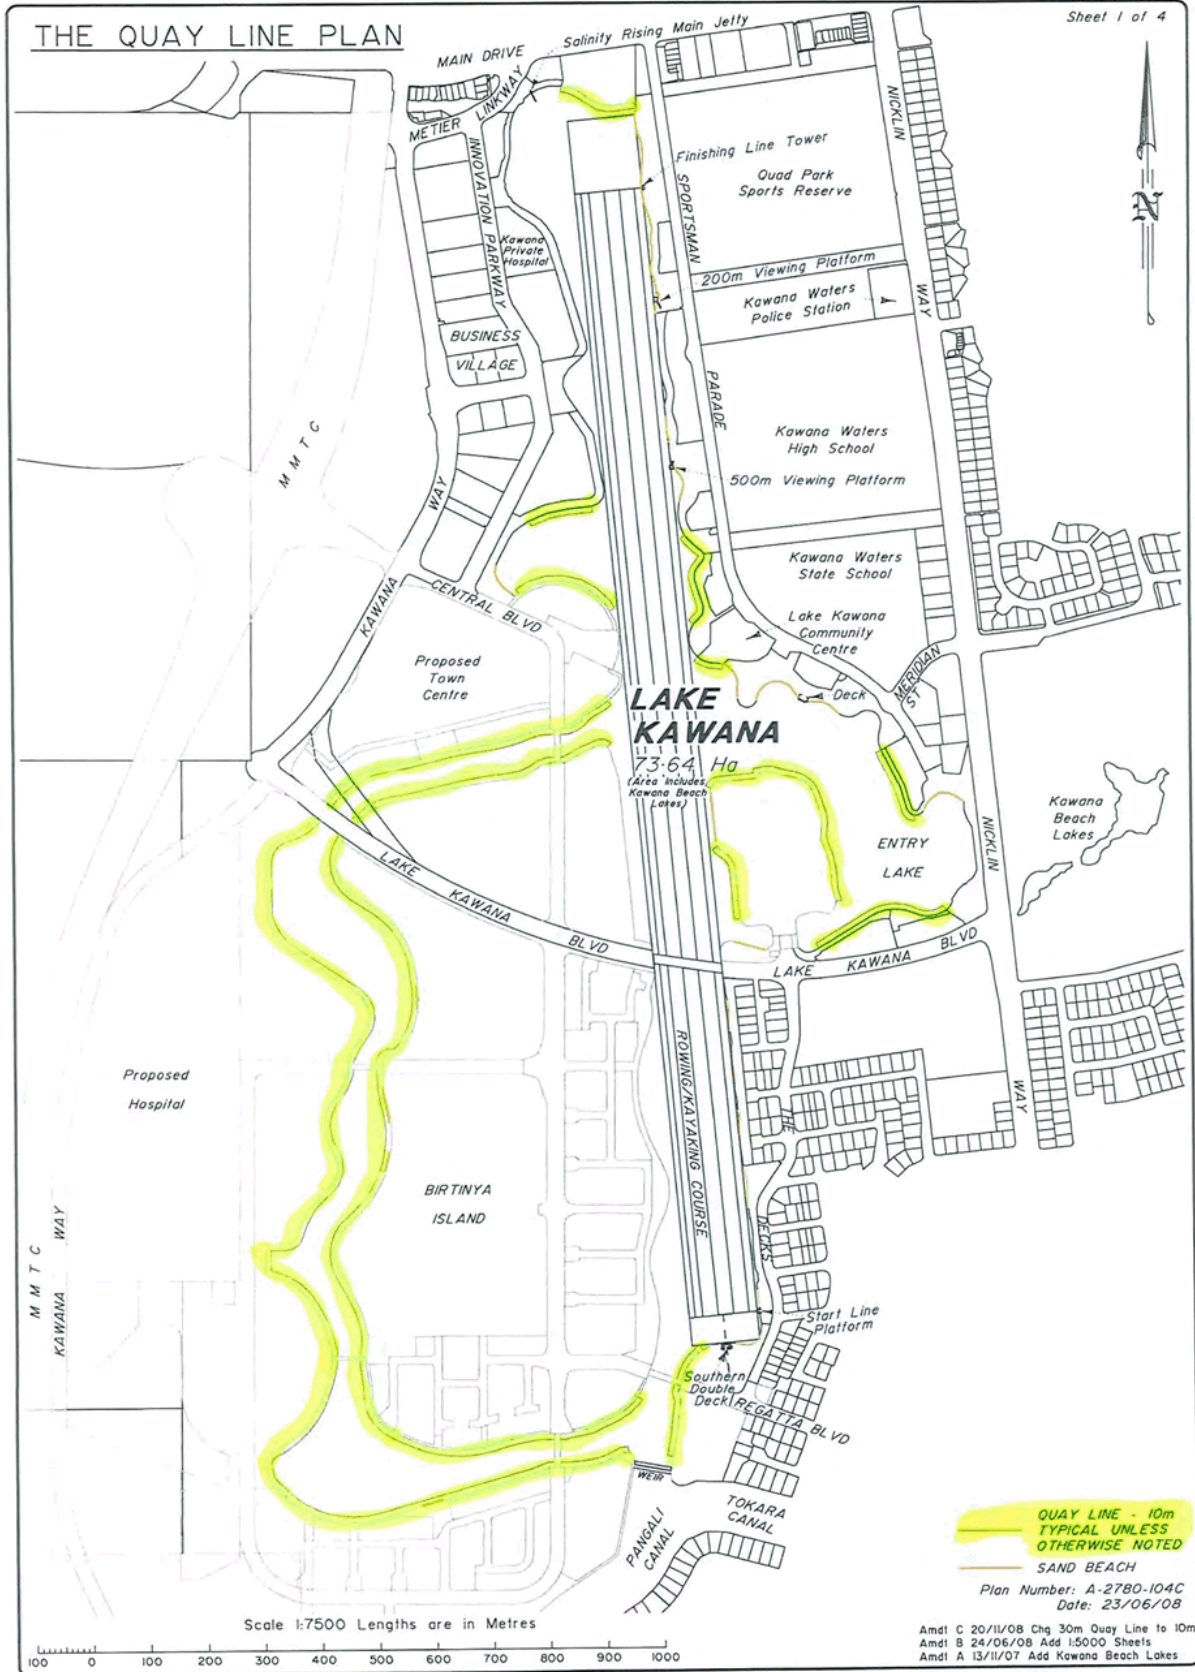 THE QUAY LINE PLAN
Sheet 1 of 4
Salinity Rising Main Jetty
MAIN DRIVE
METIER LINKWAY
INNOVATION PARKWAY
NICKLIN
WAY
N
Finishing Line Tower
Quad Park
Sports Reserve
SPORTSMAN
PARADE
Kawana
Private
Hospital
200m Viewing Platform
Kawana Waters
Police Station
BUSINESS
VILLAGE
M M T C
KAWANA
WAY
Kawana Waters
High School
500m Viewing Platform
Kawana Waters
State School
CENTRAL BLVD
Lake Kawana
Community
Centre
Proposed
Town
Centre
MERIDIAN
ST
Deck
LAKE
KAWANA
73.64 Ha
(Area Includes
Kawana Beach
Lakes)
Kawana
Beach
Lakes
NICKLIN
WAY
ENTRY
LAKE
LAKE KAWANA BLVD
LAKE KAWANA BLVD
ROWING/KAYAKING COURSE
Proposed
Hospital
THE
DECKS
BIRTINYA
ISLAND
M M T C
KAWANA WAY
Start Line
Platform
Southern
Double
Deck
REGATTA BLVD
WEIR
PANGALI
CANAL
TOKARA
CANAL
QUAY LINE - 10m
TYPICAL UNLESS
OTHERWISE NOTED
SAND BEACH
Plan Number: A-2780-104C
Date: 23/06/08
Scale 1:7500 Lengths are in Metres
Amdt C 20/11/08 Chg 30m Quay Line to 10m
Amdt B 24/06/08 Add 1:5000 Sheets
Amdt A 13/11/07 Add Kawana Beach Lakes
100 0 100 200 300 400 500 600 700 800 900 1000